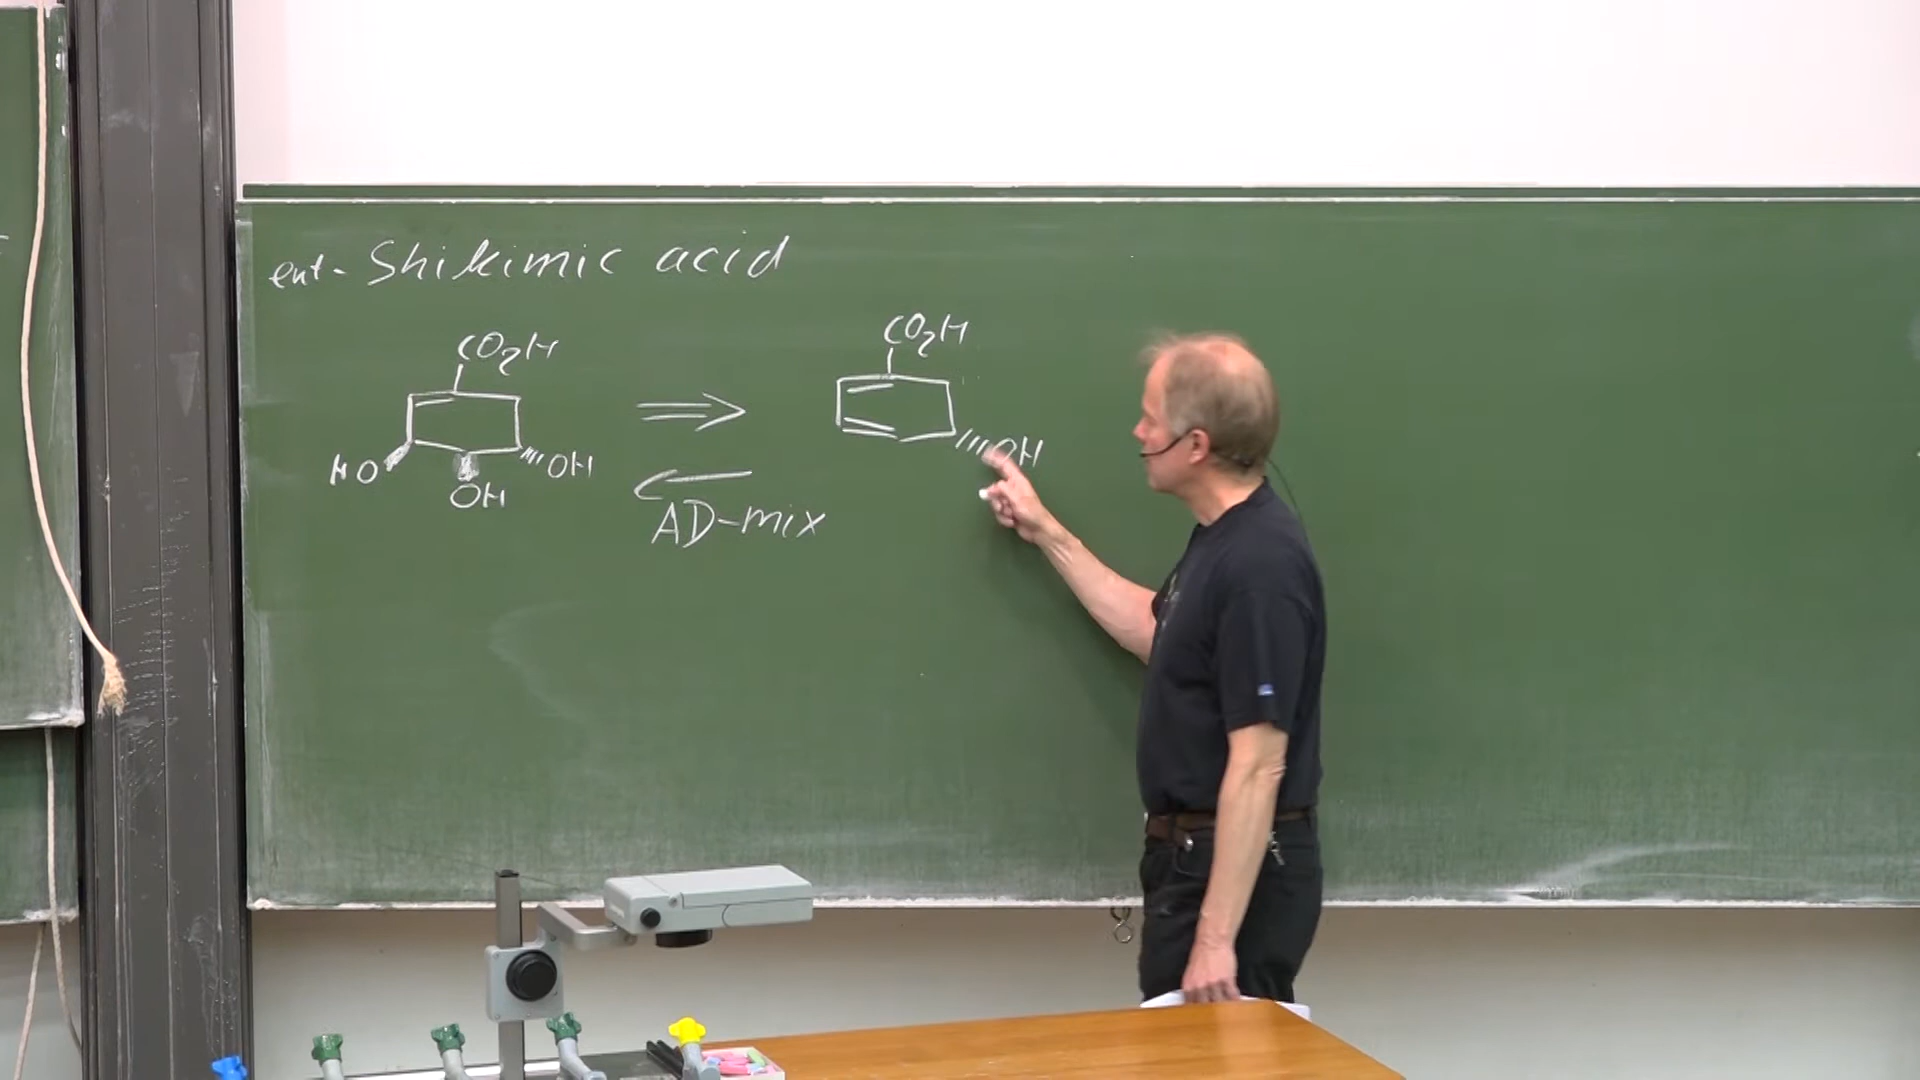 ent- Shikimic acid
CO2H
CO2H
HO
OH
OH
OH
AD-mix